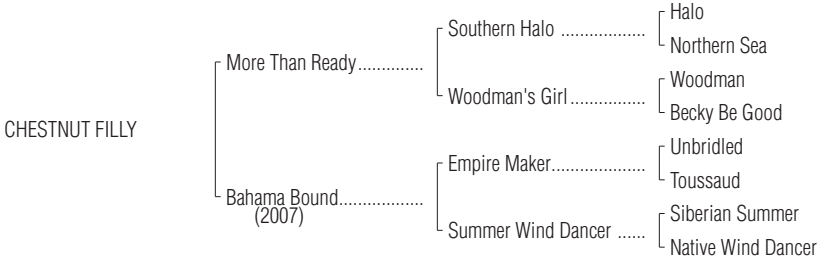 Halo
Southern Halo ...................
Northern Sea
More Than Ready..............
Woodman
Woodman's Girl................
Becky Be Good
CHESTNUT FILLY
Unbridled
Empire Maker....................
Toussaud
Bahama Bound..................
(2007)
Siberian Summer
Summer Wind Dancer ......
Native Wind Dancer